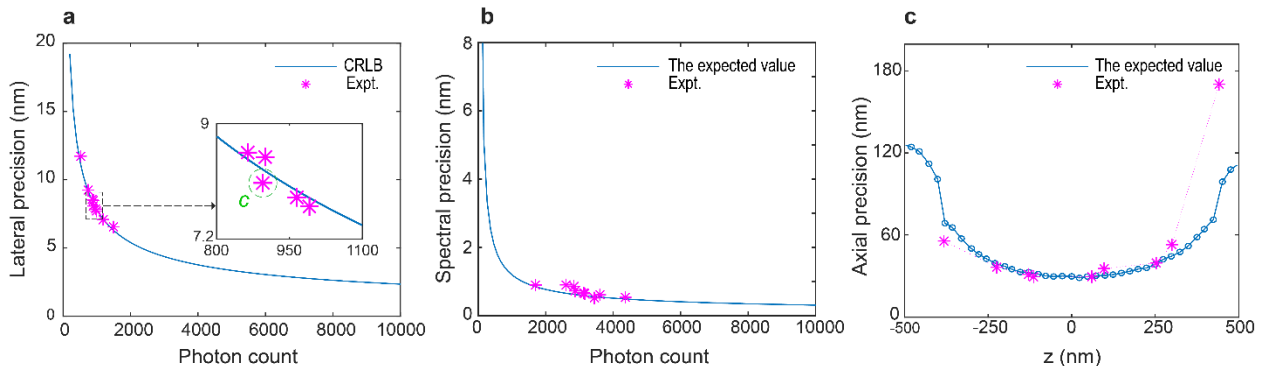 a
20
15
10
5
0
0
2000
4000
6000
8000
10000
Lateral precision (nm)
Photon count
CRLB
Expt.
9
7.2
800
950
1100
c
b
8
6
4
2
0
0
2000
4000
6000
8000
10000
Spectral precision (nm)
Photon count
The expected value
Expt.
c
180
120
60
0
-500
-250
0
250
500
Axial precision (nm)
z (nm)
The expected value
Expt.